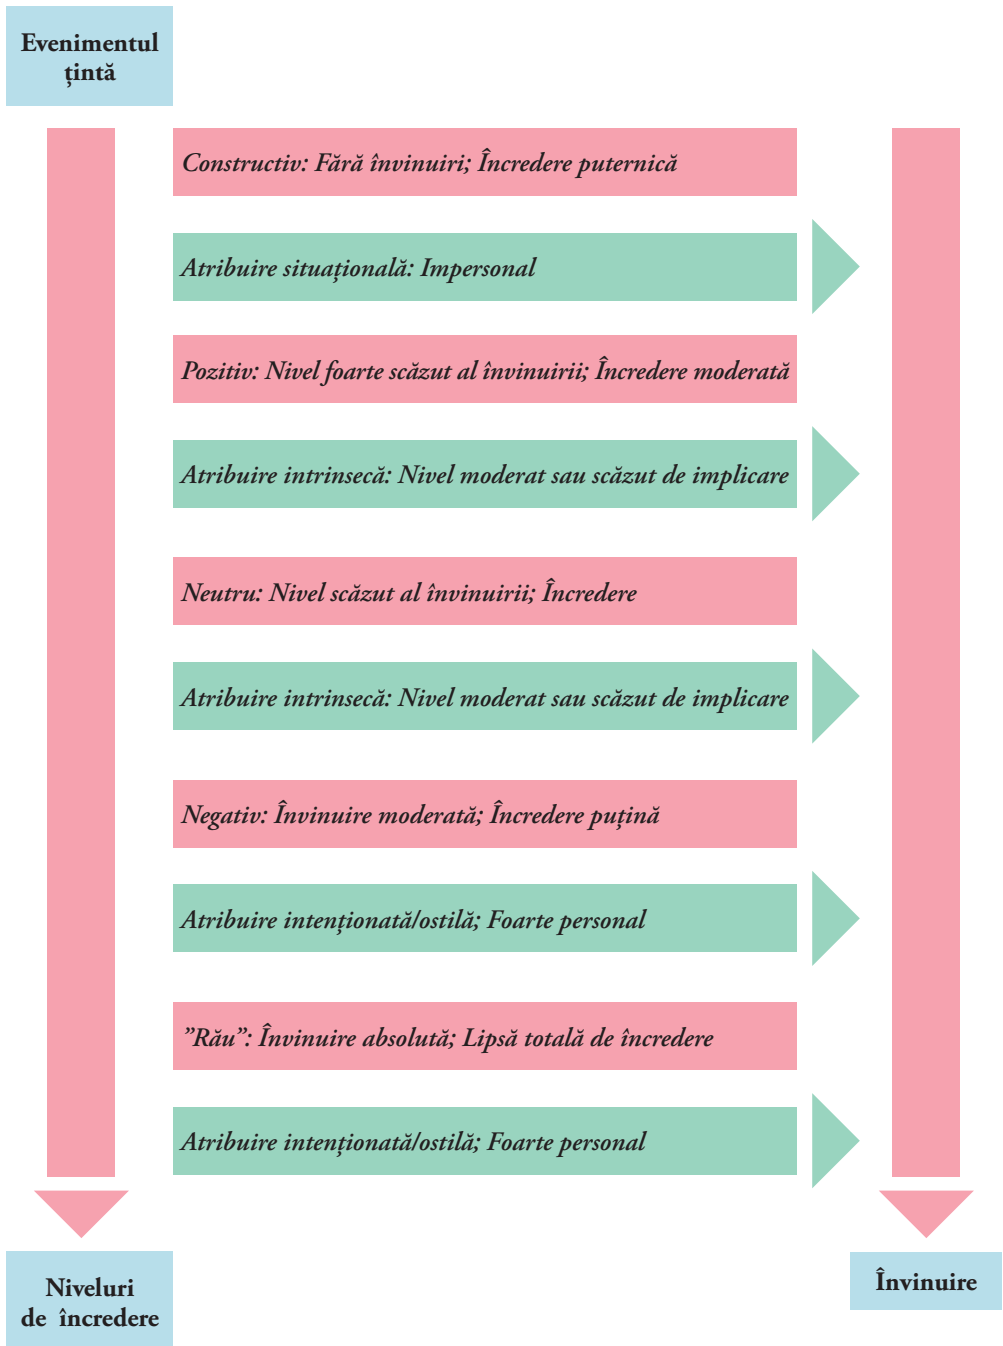 Evenimentul
țintă
Constructiv: Fără învinuiri; Încredere puternică
Atribuire situațională: Impersonal
Pozitiv: Nivel foarte scăzut al învinuirii; Încredere moderată
Atribuire intrinsecă: Nivel moderat sau scăzut de implicare
Neutru: Nivel scăzut al învinuirii; Încredere
Atribuire intrinsecă: Nivel moderat sau scăzut de implicare
Negativ: Învinuire moderată; Încredere puțină
Atribuire intenționată/ostilă; Foarte personal
”Rău”: Învinuire absolută; Lipsă totală de încredere
Atribuire intenționată/ostilă; Foarte personal
Niveluri
de încredere
Învinuire